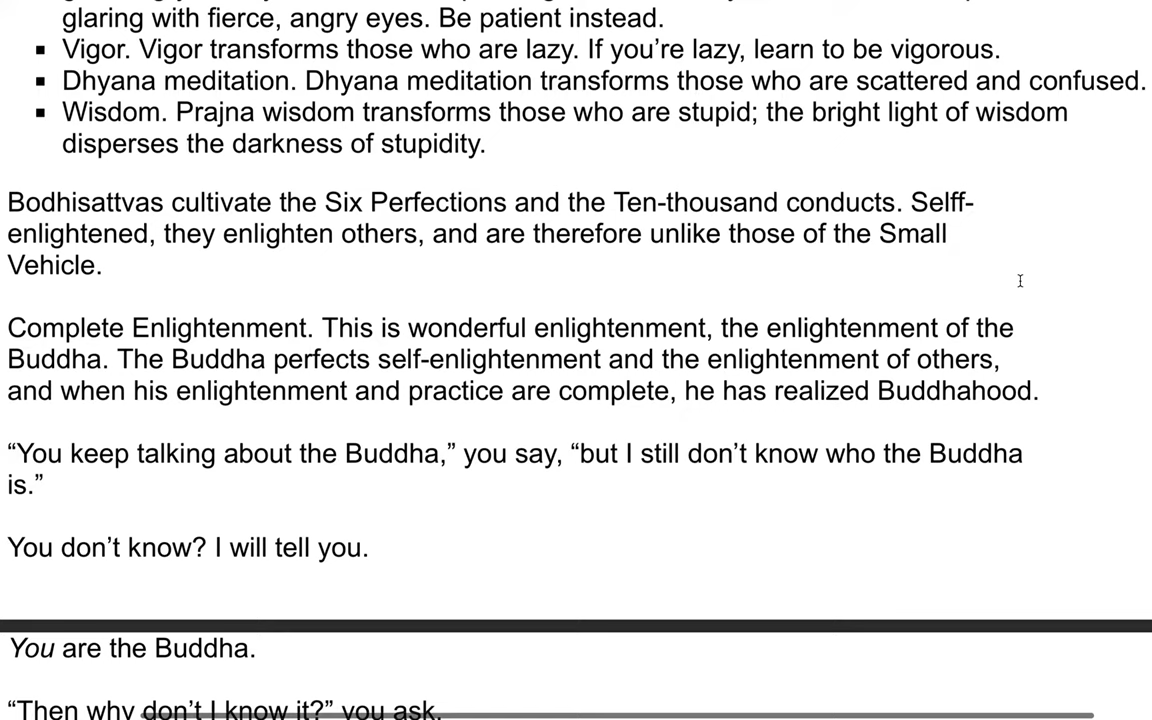 glaring with fierce, angry eyes. Be patient instead.
▪ Vigor. Vigor transforms those who are lazy. If you’re lazy, learn to be vigorous.
▪ Dhyana meditation. Dhyana meditation transforms those who are scattered and confused.
▪ Wisdom. Prajna wisdom transforms those who are stupid; the bright light of wisdom
disperses the darkness of stupidity.
Bodhisattvas cultivate the Six Perfections and the Ten-thousand conducts. Selff-
enlightened, they enlighten others, and are therefore unlike those of the Small
Vehicle.
Complete Enlightenment. This is wonderful enlightenment, the enlightenment of the
Buddha. The Buddha perfects self-enlightenment and the enlightenment of others,
and when his enlightenment and practice are complete, he has realized Buddhahood.
“You keep talking about the Buddha,” you say, “but I still don’t know who the Buddha
is.”
You don’t know? I will tell you.
You are the Buddha.
“Then why don’t I know it?” you ask.